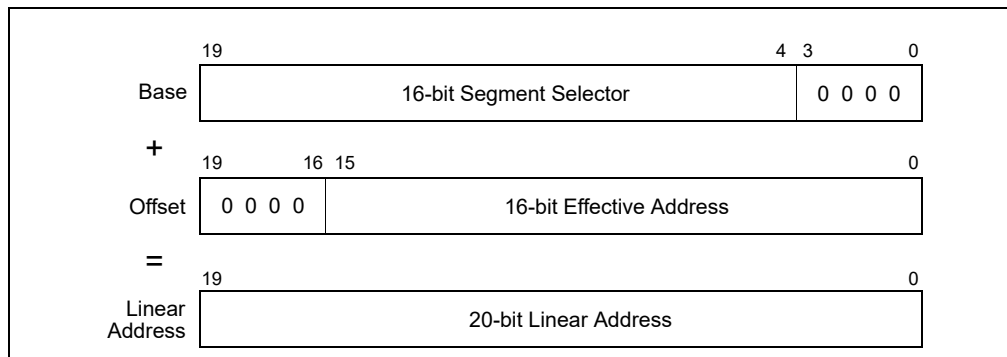 19 4 3 0
Base 16-bit Segment Selector 0 0 0 0
+
19 16 15 0
Offset 0 0 0 0 16-bit Effective Address
=
19 0
Linear
Address 20-bit Linear Address